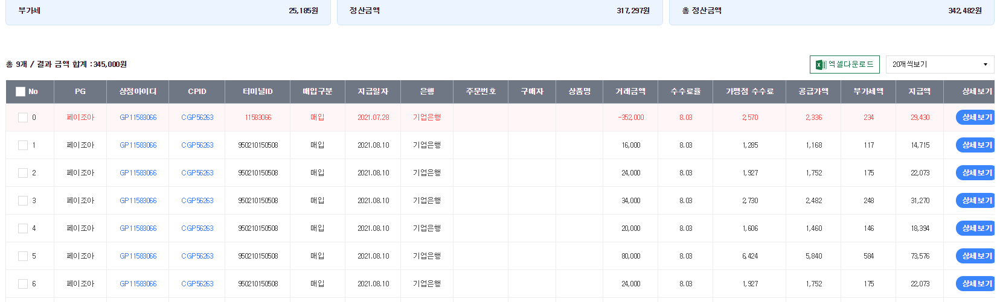 부가세 25,185원 정산금액 317,297원 총 정산금액 342,482원
총 9개 / 결과 금액 합계 :345,000원 엑셀다운로드 20개씩보기
No PG 상점아이디 CPID 터미널ID 매입구분 지급일자 은행 주문번호 구매자 상품명 거래금액 수수료율 가맹점 수수료 공급가액 부가세액 지급액 상세보기
0 페이조아 GP11583066 CGP56263 11583066 매입 2021.07.28 기업은행 -352,000 8.03 2,570 2,336 234 29,430 상세보기
1 페이조아 GP11583066 CGP56263 950210150508 매입 2021.08.10 기업은행 16,000 8.03 1,285 1,168 117 14,715 상세보기
2 페이조아 GP11583066 CGP56263 950210150508 매입 2021.08.10 기업은행 24,000 8.03 1,927 1,752 175 22,073 상세보기
3 페이조아 GP11583066 CGP56263 950210150508 매입 2021.08.10 기업은행 34,000 8.03 2,730 2,482 248 31,270 상세보기
4 페이조아 GP11583066 CGP56263 950210150508 매입 2021.08.10 기업은행 20,000 8.03 1,606 1,460 146 18,394 상세보기
5 페이조아 GP11583066 CGP56263 950210150508 매입 2021.08.10 기업은행 80,000 8.03 6,424 5,840 584 73,576 상세보기
6 페이조아 GP11583066 CGP56263 950210150508 매입 2021.08.10 기업은행 24,000 8.03 1,927 1,752 175 22,073 상세보기